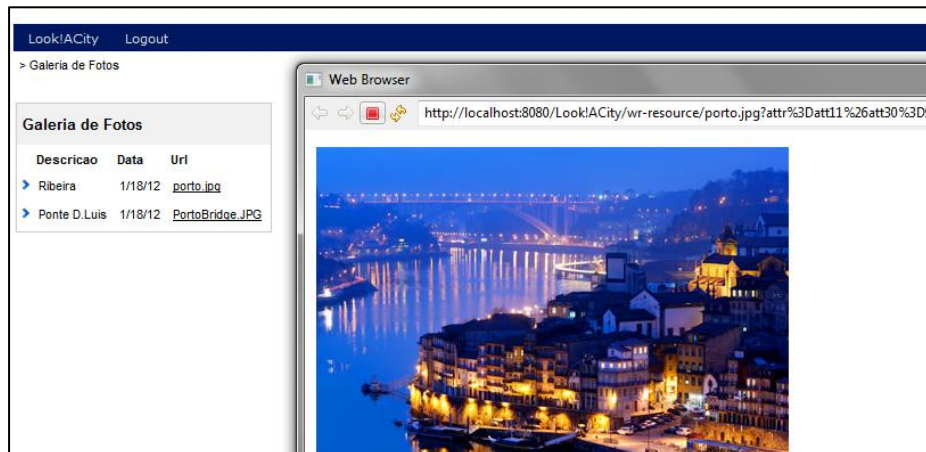 Look!ACity Logout
> Galeria de Fotos
Galeria de Fotos
Descricao Data Url
Ribeira 1/18/12 porto.jpg
Ponte D.Luis 1/18/12 PortoBridge.JPG
Web Browser
http://localhost:8080/Look!ACity/wr-resource/porto.jpg?attr%3Datt11%26att30%3D